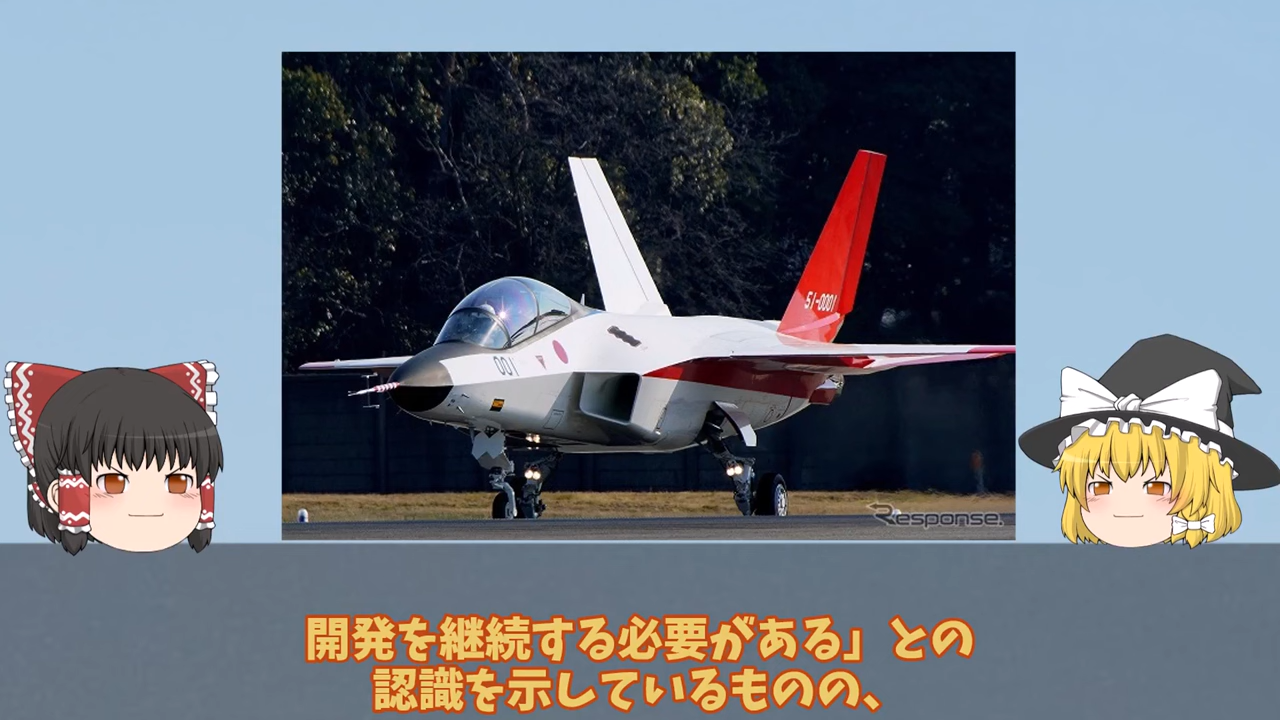 51-0001
001
Response.
開発を継続する必要がある」との
認識を示しているものの、